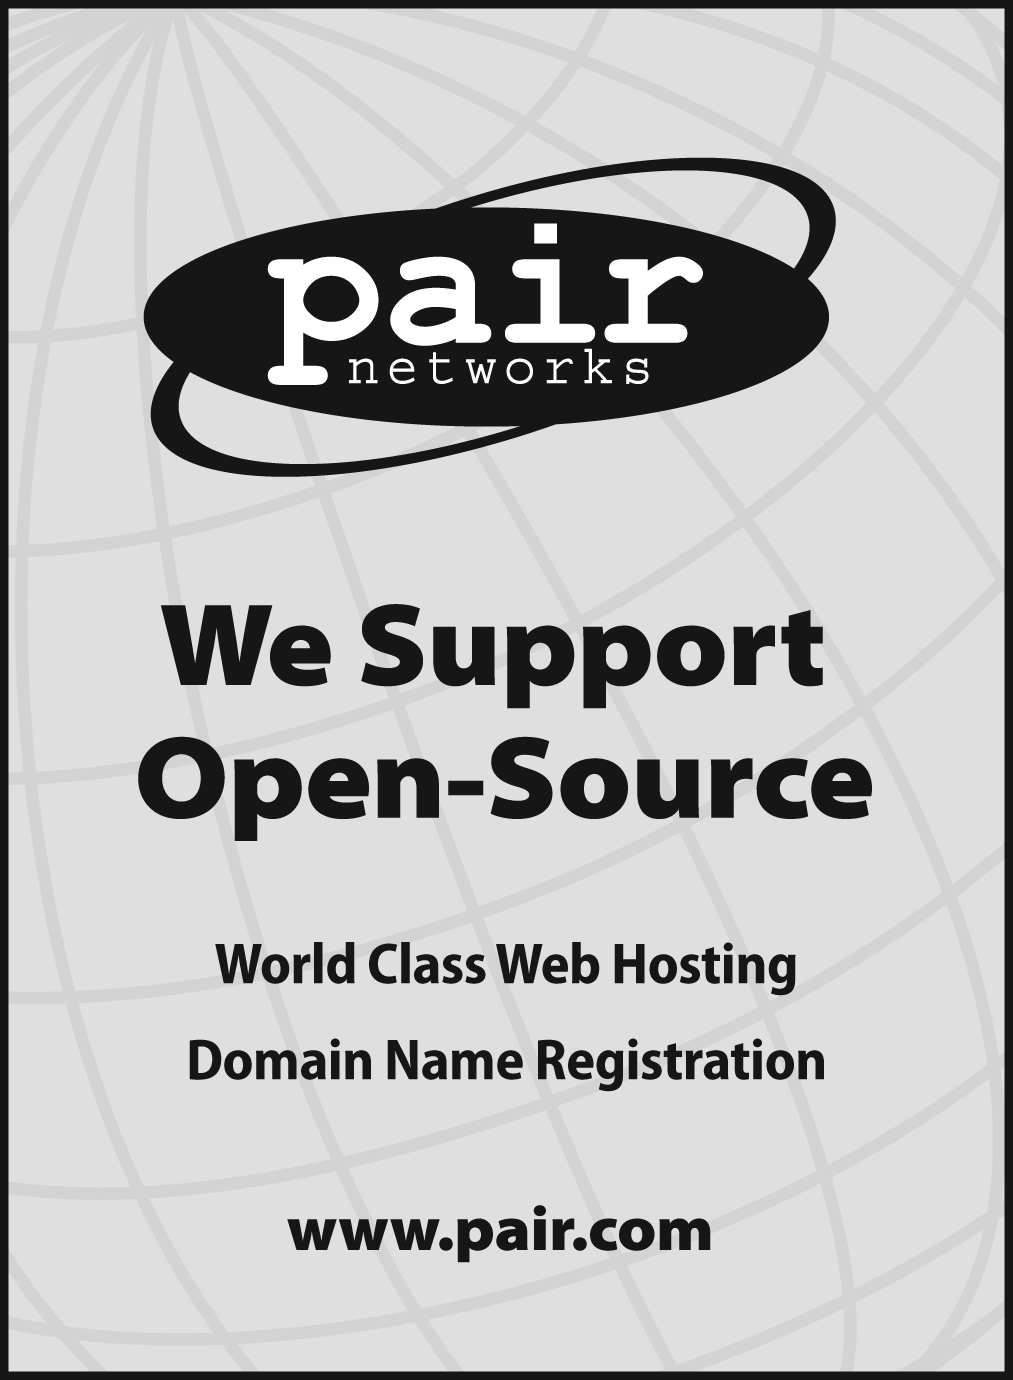 pair
networks
We Support
Open-Source
World Class Web Hosting
Domain Name Registration
www.pair.com